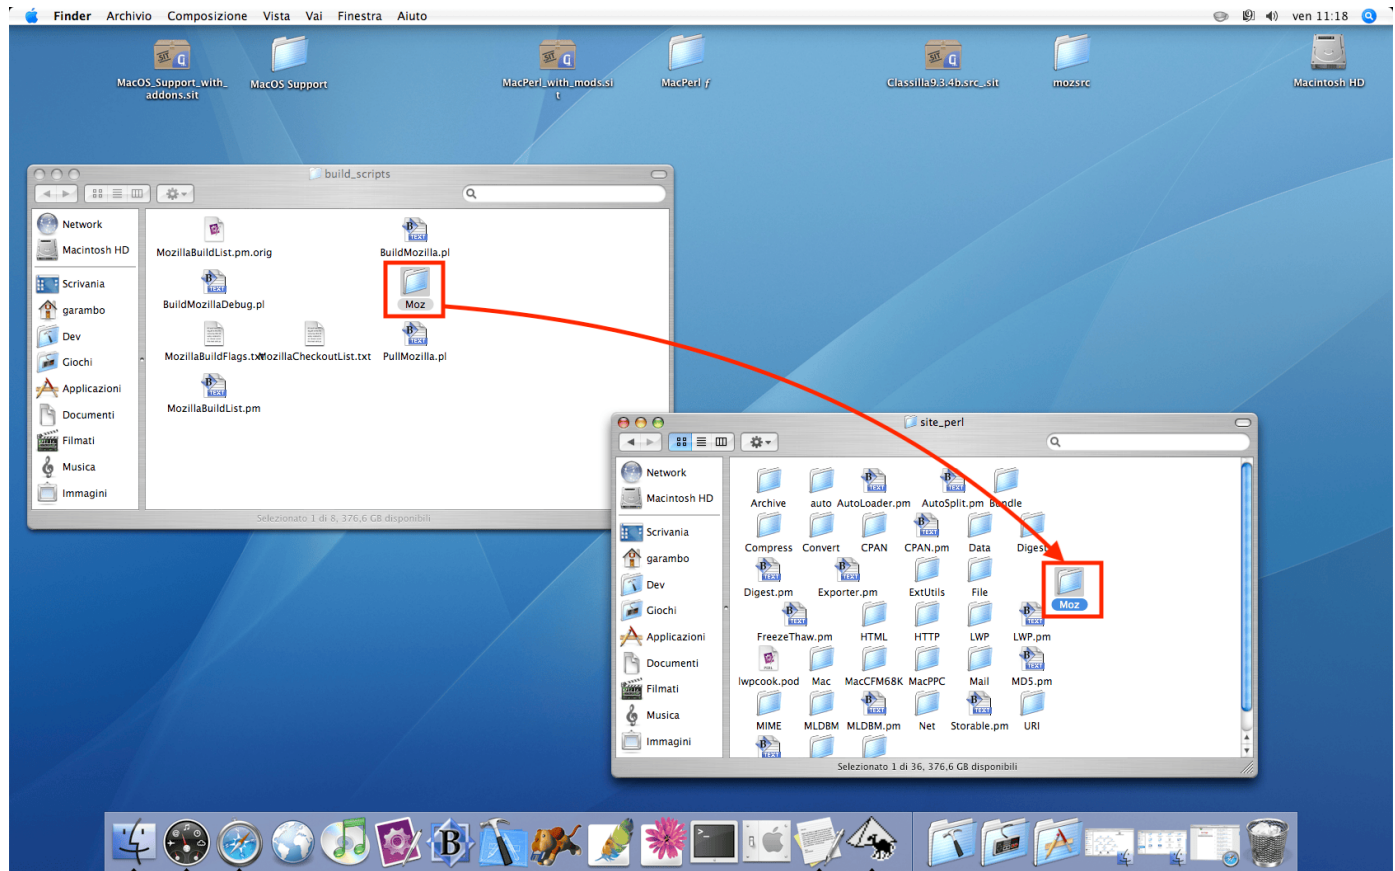 Finder Archivio Composizione Vista Vai Finestra Aiuto
ven 11:18
MacOS_Support_with_
addons.sit
MacOS Support
MacPerl_with_mods.si
t
MacPerl ƒ
Classilla9.3.4b.src_.sit
mozsrc
Macintosh HD
build_scripts
Network
Macintosh HD
Scrivania
garambo
Dev
Giochi
Applicazioni
Documenti
Filmati
Musica
Immagini
MozillaBuildList.pm.orig
BuildMozilla.pl
BuildMozillaDebug.pl
Moz
MozillaBuildFlags.txt
MozillaCheckoutList.txt
PullMozilla.pl
MozillaBuildList.pm
Selezionato 1 di 8, 376,6 GB disponibili
site_perl
Network
Macintosh HD
Scrivania
garambo
Dev
Giochi
Applicazioni
Documenti
Filmati
Musica
Immagini
Archive auto AutoLoader.pm AutoSplit.pm Bundle
Compress Convert CPAN CPAN.pm Data Digest
Digest.pm Exporter.pm ExtUtils File Moz
FreezeThaw.pm HTML HTTP LWP LWP.pm
lwpcook.pod Mac MacCFM68K MacPPC Mail MD5.pm
MIME MLDBM MLDBM.pm Net Storable.pm URI
Selezionato 1 di 36, 376,6 GB disponibili